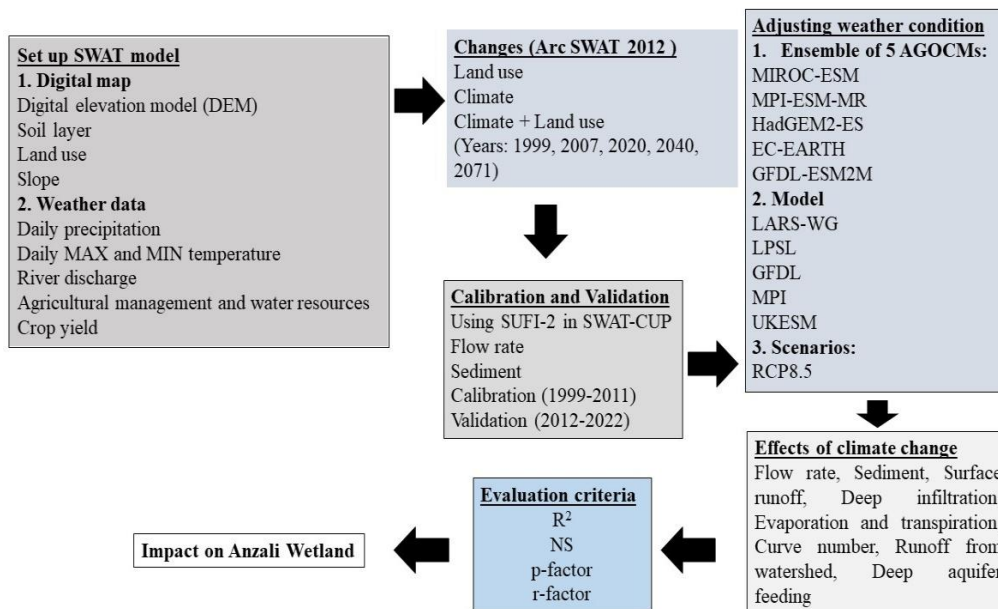 Set up SWAT model
1. Digital map
Digital elevation model (DEM)
Soil layer
Land use
Slope
2. Weather data
Daily precipitation
Daily MAX and MIN temperature
River discharge
Agricultural management and water resources
Crop yield
Changes (Arc SWAT 2012 )
Land use
Climate
Climate + Land use
(Years: 1999, 2007, 2020, 2040,
2071)
Calibration and Validation
Using SUFI-2 in SWAT-CUP
Flow rate
Sediment
Calibration (1999-2011)
Validation (2012-2022)
Adjusting weather condition
1. Ensemble of 5 AGOCMs:
MIROC-ESM
MPI-ESM-MR
HadGEM2-ES
EC-EARTH
GFDL-ESM2M
2. Model
LARS-WG
LPSL
GFDL
MPI
UKESM
3. Scenarios:
RCP8.5
Effects of climate change
Flow rate, Sediment, Surface
runoff, Deep infiltration
Evaporation and transpiration
Curve number, Runoff from
watershed, Deep aquifer
feeding
Evaluation criteria
R²
NS
p-factor
r-factor
Impact on Anzali Wetland